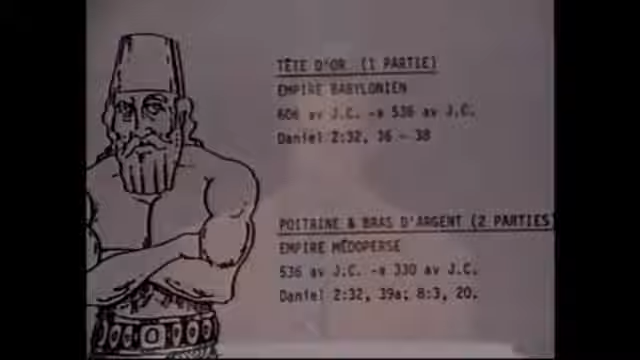 TÊTE D'OR (1 PARTIE)
EMPIRE BABYLONIEN
606 av J.C. -a 536 av J.C.
Daniel 2:32, 36 - 38
POITRINE & BRAS D'ARGENT (2 PARTIES)
EMPIRE MÉDOPERSE
536 av J.C. -a 330 av J.C.
Daniel 2:32, 39a; 8:3, 20.